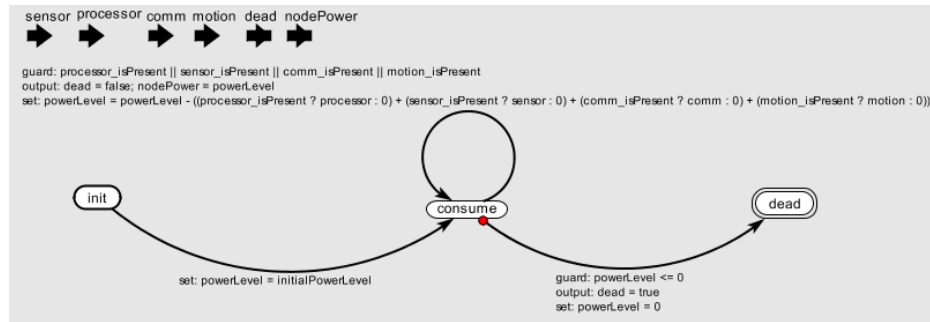 sensor processor comm motion dead nodePower
guard: processor_isPresent || sensor_isPresent || comm_isPresent || motion_isPresent
output: dead = false; nodePower = powerLevel
set: powerLevel = powerLevel - ((processor_isPresent ? processor : 0) + (sensor_isPresent ? sensor : 0) + (comm_isPresent ? comm : 0) + (motion_isPresent ? motion : 0))
init
consume
dead
set: powerLevel = initialPowerLevel
guard: powerLevel <= 0
output: dead = true
set: powerLevel = 0